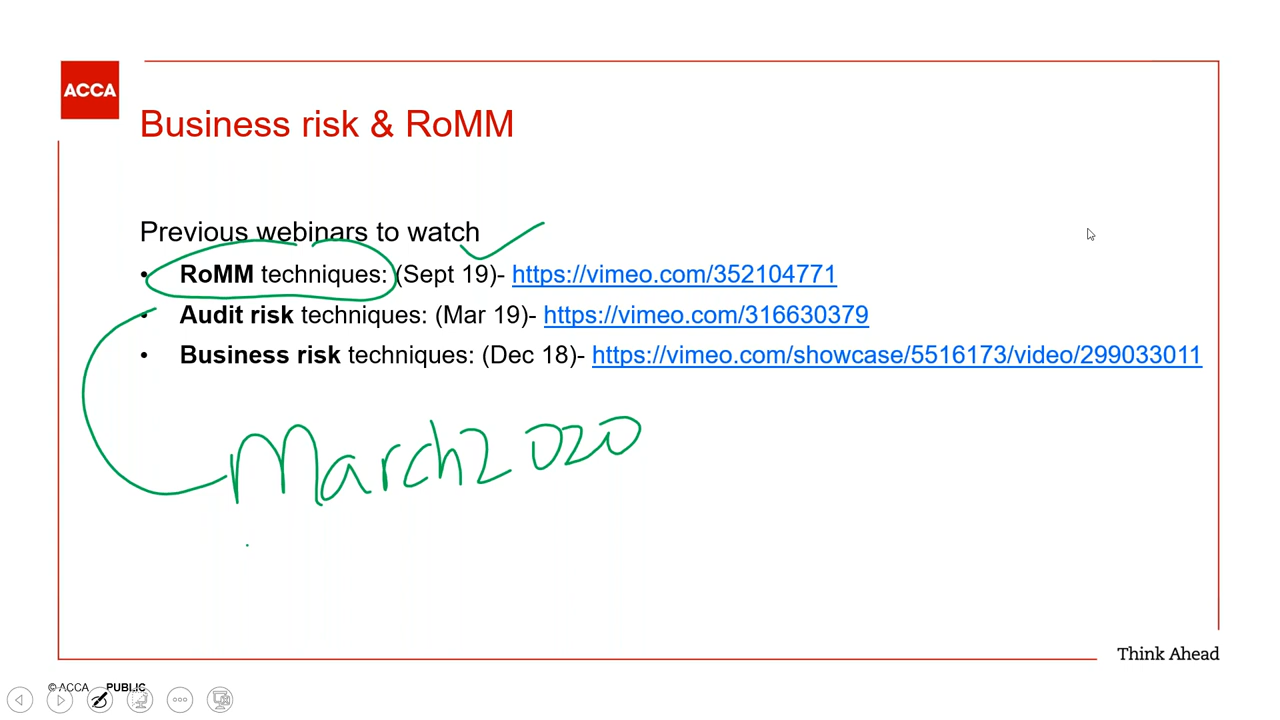 ACCA
Business risk & RoMM
Previous webinars to watch
• RoMM techniques: (Sept 19)- https://vimeo.com/352104771
• Audit risk techniques: (Mar 19)- https://vimeo.com/316630379
• Business risk techniques: (Dec 18)- https://vimeo.com/showcase/5516173/video/299033011
March 2020
Think Ahead
© ACCA PUBLIC